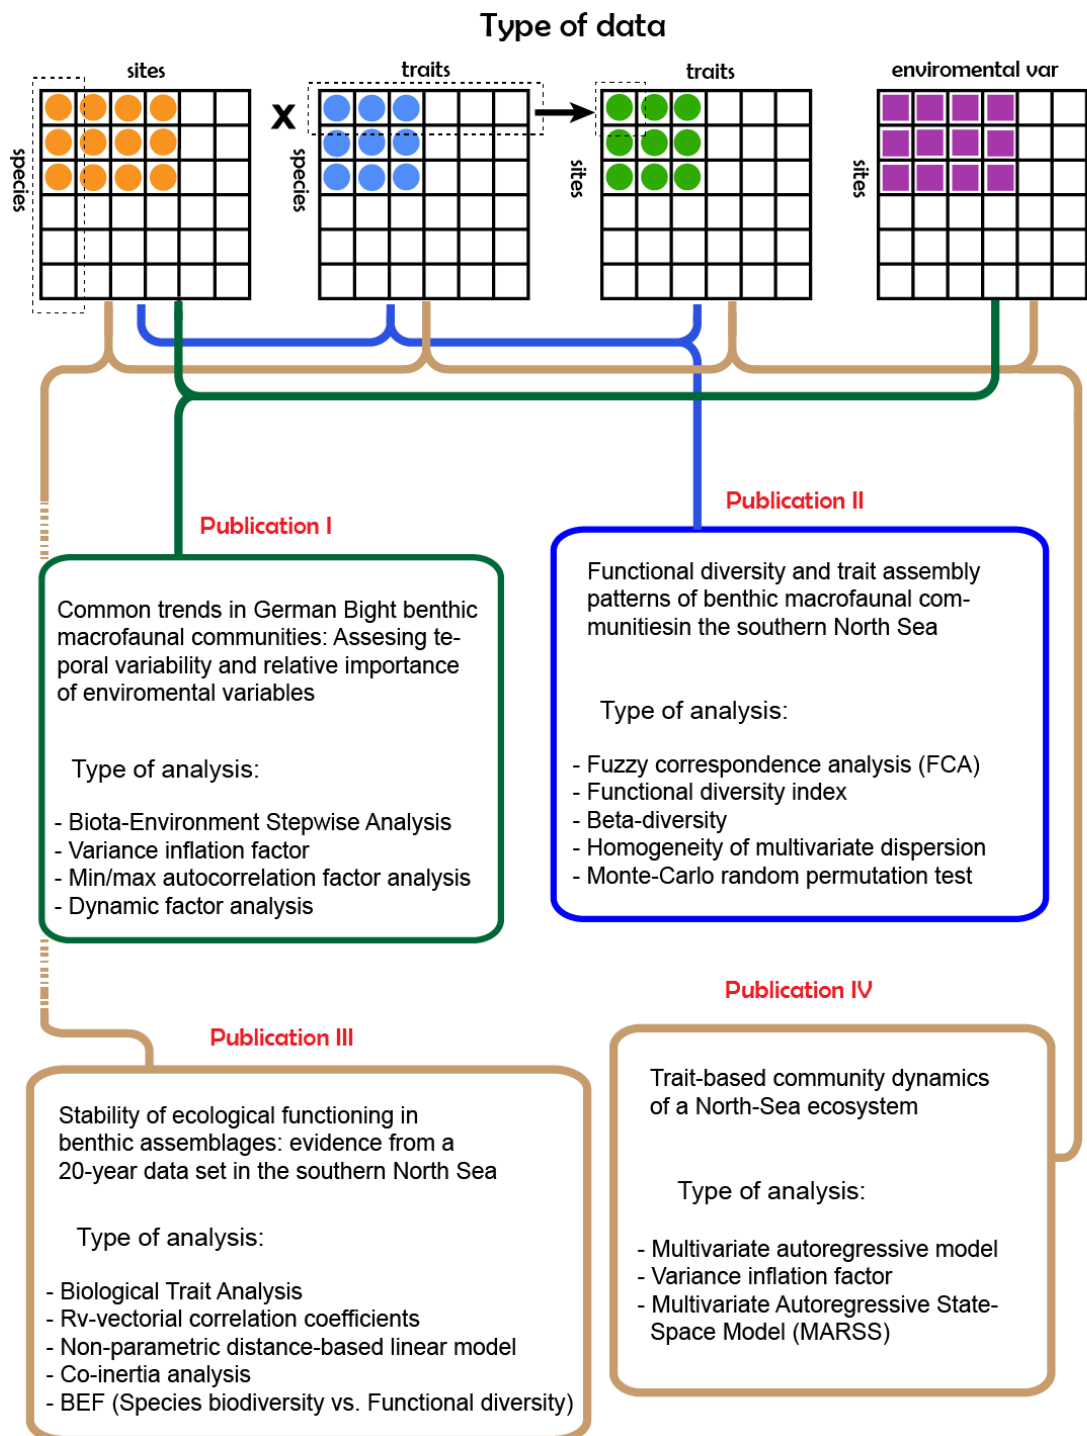 Type of data
sites
traits
traits
enviromental var
species
X
species
sites
sites
Publication I
Common trends in German Bight benthic
macrofaunal communities: Assesing te-
poral variability and relative importance
of enviromental variables
Type of analysis:
- Biota-Environment Stepwise Analysis
- Variance inflation factor
- Min/max autocorrelation factor analysis
- Dynamic factor analysis
Publication II
Functional diversity and trait assembly
patterns of benthic macrofaunal com-
munitiesin the southern North Sea
Type of analysis:
- Fuzzy correspondence analysis (FCA)
- Functional diversity index
- Beta-diversity
- Homogeneity of multivariate dispersion
- Monte-Carlo random permutation test
Publication III
Stability of ecological functioning in
benthic assemblages: evidence from a
20-year data set in the southern North Sea
Type of analysis:
- Biological Trait Analysis
- Rv-vectorial correlation coefficients
- Non-parametric distance-based linear model
- Co-inertia analysis
- BEF (Species biodiversity vs. Functional diversity)
Publication IV
Trait-based community dynamics
of a North-Sea ecosystem
Type of analysis:
- Multivariate autoregressive model
- Variance inflation factor
- Multivariate Autoregressive State-
Space Model (MARSS)